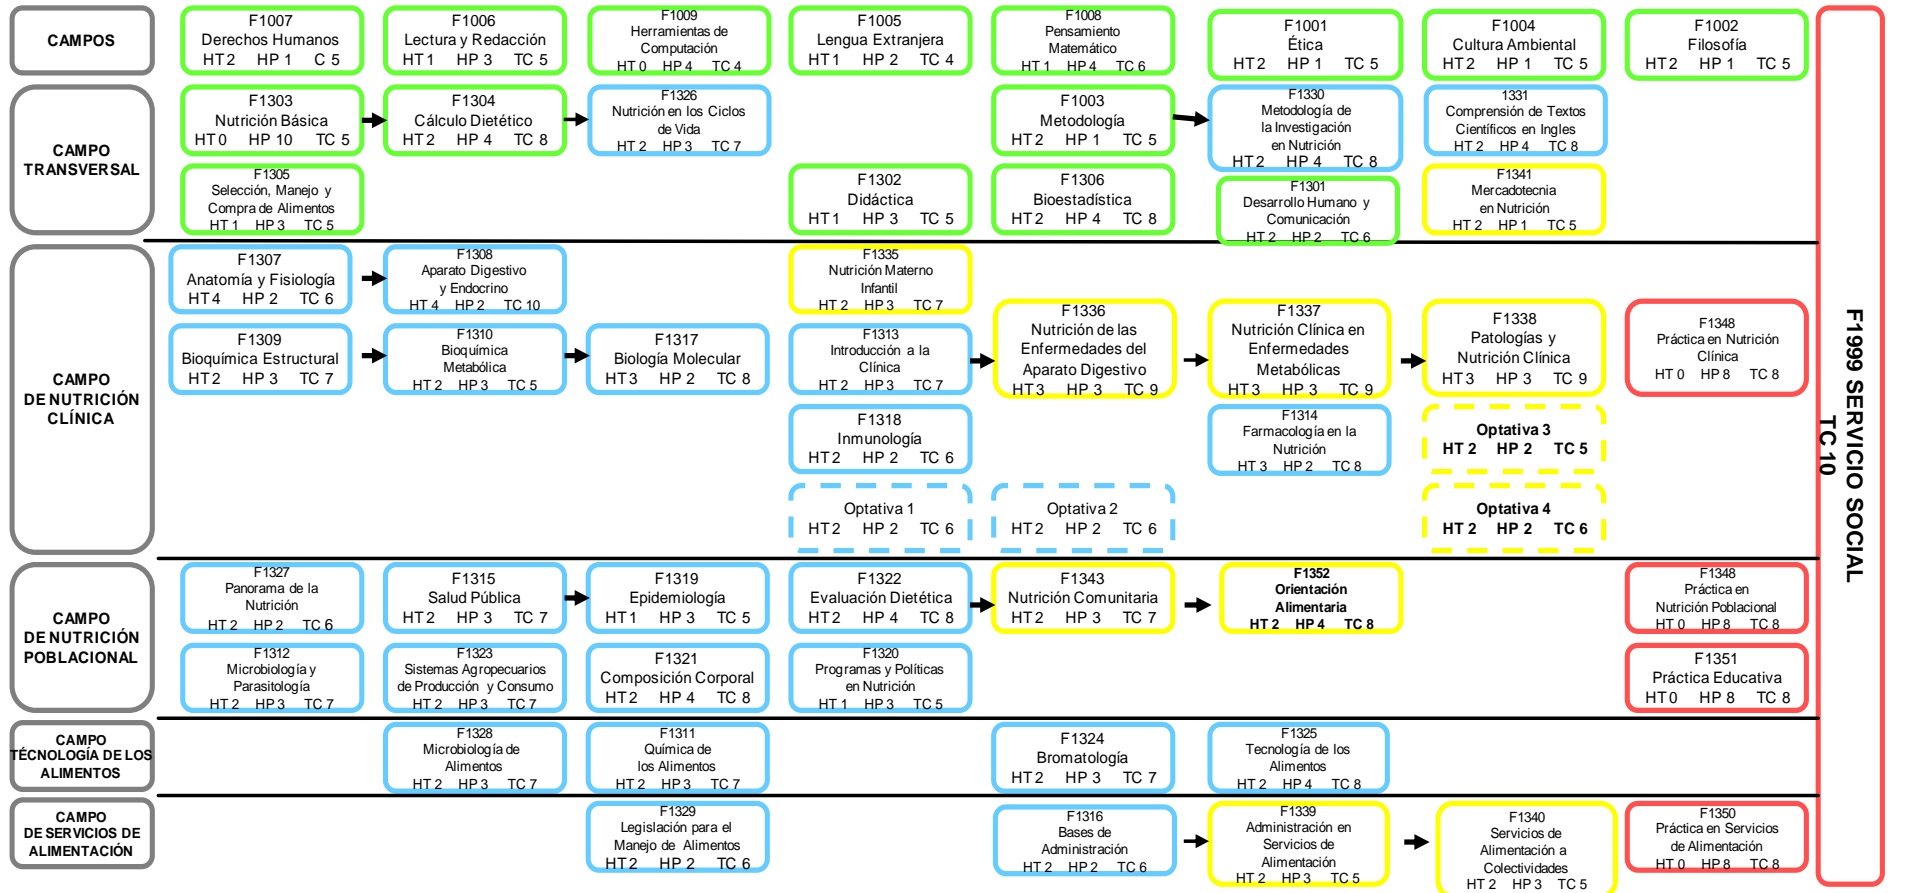 CAMPOS
F1007
Derechos Humanos
HT 2 HP 1 C 5
F1006
Lectura y Redacción
HT 1 HP 3 TC 5
F1009
Herramientas de
Computación
HT 0 HP 4 TC 4
F1005
Lengua Extranjera
HT 1 HP 2 TC 4
F1008
Pensamiento
Matemático
HT 1 HP 4 TC 6
F1001
Ética
HT 2 HP 1 TC 5
F1004
Cultura Ambiental
HT 2 HP 1 TC 5
F1002
Filosofía
HT 2 HP 1 TC 5
CAMPO
TRANSVERSAL
F1303
Nutrición Básica
HT 0 HP 10 TC 5
F1304
Cálculo Dietético
HT 2 HP 4 TC 8
F1326
Nutrición en los Ciclos
de Vida
HT 2 HP 3 TC 7
F1003
Metodología
HT 2 HP 1 TC 5
F1330
Metodología de
la Investigación
en Nutrición
HT 2 HP 4 TC 8
1331
Comprensión de Textos
Científicos en Ingles
HT 2 HP 4 TC 8
F1305
Selección, Manejo y
Compra de Alimentos
HT 1 HP 3 TC 5
F1302
Didáctica
HT 1 HP 3 TC 5
F1306
Bioestadística
HT 2 HP 4 TC 8
F1301
Desarrollo Humano y
Comunicación
HT 2 HP 2 TC 6
F1341
Mercadotecnia
en Nutrición
HT 2 HP 1 TC 5
CAMPO
DE NUTRICIÓN
CLÍNICA
F1307
Anatomía y Fisiología
HT 4 HP 2 TC 6
F1308
Aparato Digestivo
y Endocrino
HT 4 HP 2 TC 10
F1335
Nutrición Materno
Infantil
HT 2 HP 3 TC 7
F1309
Bioquímica Estructural
HT 2 HP 3 TC 7
F1310
Bioquímica
Metabólica
HT 2 HP 3 TC 5
F1317
Biología Molecular
HT 3 HP 2 TC 8
F1313
Introducción a la
Clínica
HT 2 HP 3 TC 7
F1336
Nutrición de las
Enfermedades del
Aparato Digestivo
HT 3 HP 3 TC 9
F1337
Nutrición Clínica en
Enfermedades
Metabólicas
HT 3 HP 3 TC 9
F1338
Patologías y
Nutrición Clínica
HT 3 HP 3 TC 9
F1348
Práctica en Nutrición
Clínica
HT 0 HP 8 TC 8
F1318
Inmunología
HT 2 HP 2 TC 6
F1314
Farmacología en la
Nutrición
HT 3 HP 2 TC 8
Optativa 3
HT 2 HP 2 TC 5
Optativa 1
HT 2 HP 2 TC 6
Optativa 2
HT 2 HP 2 TC 6
Optativa 4
HT 2 HP 2 TC 6
CAMPO
DE NUTRICIÓN
POBLACIONAL
F1327
Panorama de la
Nutrición
HT 2 HP 2 TC 6
F1315
Salud Pública
HT 2 HP 3 TC 7
F1319
Epidemiología
HT 1 HP 3 TC 5
F1322
Evaluación Dietética
HT 2 HP 4 TC 8
F1343
Nutrición Comunitaria
HT 2 HP 3 TC 7
F1352
Orientación
Alimentaria
HT 2 HP 4 TC 8
F1348
Práctica en
Nutrición Poblacional
HT 0 HP 8 TC 8
F1312
Microbiología y
Parasitología
HT 2 HP 3 TC 7
F1323
Sistemas Agropecuarios
de Producción y Consumo
HT 2 HP 3 TC 7
F1321
Composición Corporal
HT 2 HP 4 TC 8
F1320
Programas y Políticas
en Nutrición
HT 1 HP 3 TC 5
F1351
Práctica Educativa
HT 0 HP 8 TC 8
CAMPO
TÉCNOLOGÍA DE LOS
ALIMENTOS
F1328
Microbiología de
Alimentos
HT 2 HP 3 TC 7
F1311
Química de
los Alimentos
HT 2 HP 3 TC 7
F1324
Bromatología
HT 2 HP 3 TC 7
F1325
Tecnología de los
Alimentos
HT 2 HP 4 TC 8
CAMPO
DE SERVICIOS DE
ALIMENTACIÓN
F1329
Legislación para el
Manejo de Alimentos
HT 2 HP 2 TC 6
F1316
Bases de
Administración
HT 2 HP 2 TC 6
F1339
Administración en
Servicios de
Alimentación
HT 2 HP 3 TC 5
F1340
Servicios de
Alimentación a
Colectividades
HT 2 HP 3 TC 5
F1350
Práctica en Servicios
de Alimentación
HT 0 HP 8 TC 8
F1999 SERVICIO SOCIAL
TC 10